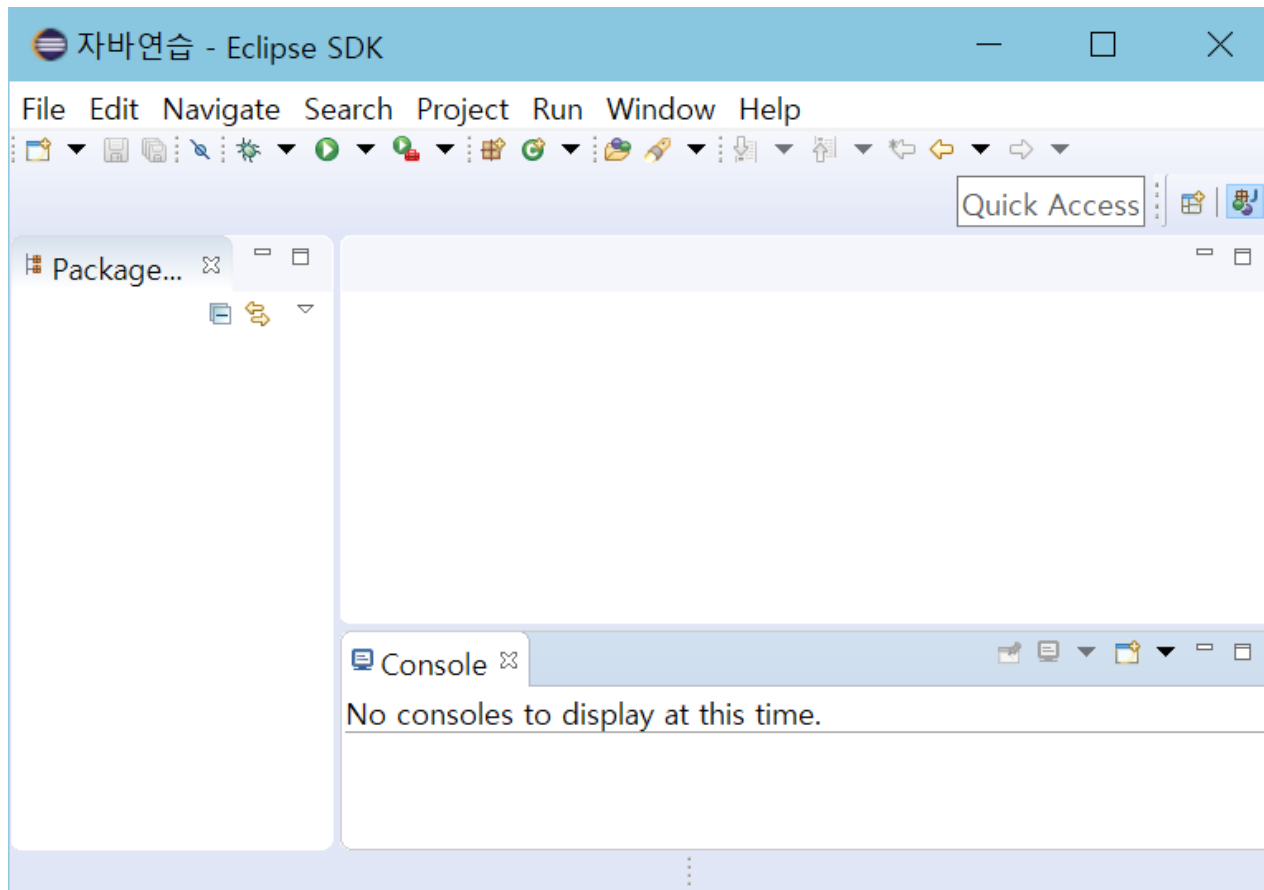 자바연습 - Eclipse SDK
File Edit Navigate Search Project Run Window Help
Quick Access
Package...
Console
No consoles to display at this time.